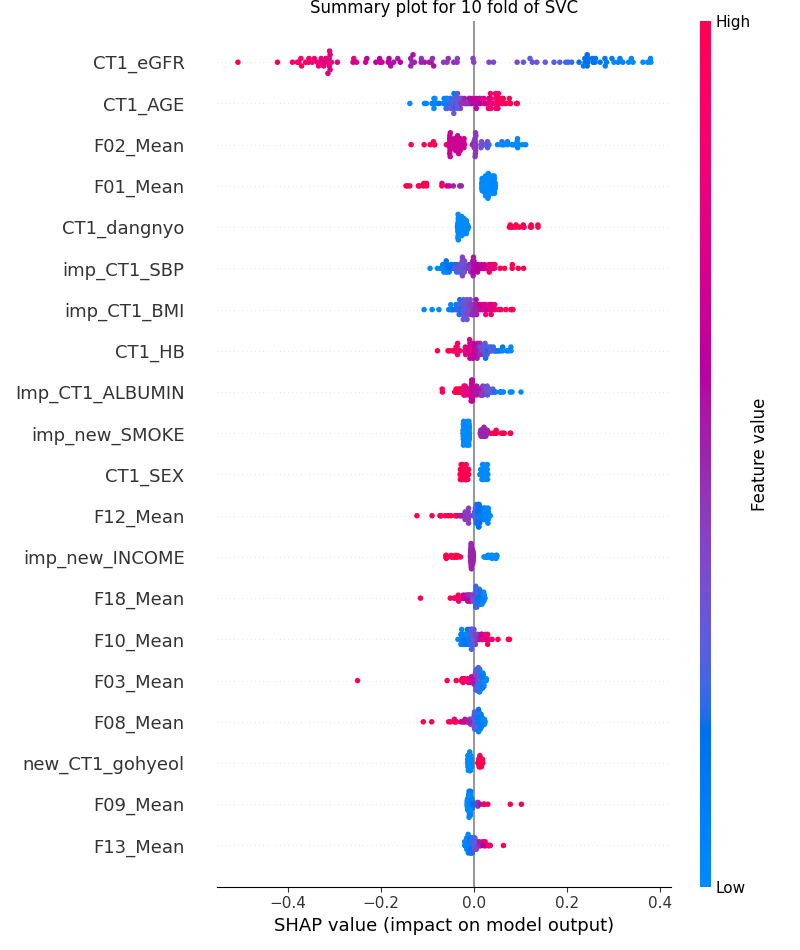 Summary plot for 10 fold of SVC
High
CT1_eGFR
CT1_AGE
F02_Mean
F01_Mean
CT1_dangnyo
imp_CT1_SBP
imp_CT1_BMI
CT1_HB
Imp_CT1_ALBUMIN
imp_new_SMOKE
CT1_SEX
F12_Mean
imp_new_INCOME
F18_Mean
F10_Mean
F03_Mean
F08_Mean
new_CT1_gohyeol
F09_Mean
F13_Mean
Feature value
Low
−0.4 −0.2 0.0 0.2 0.4
SHAP value (impact on model output)